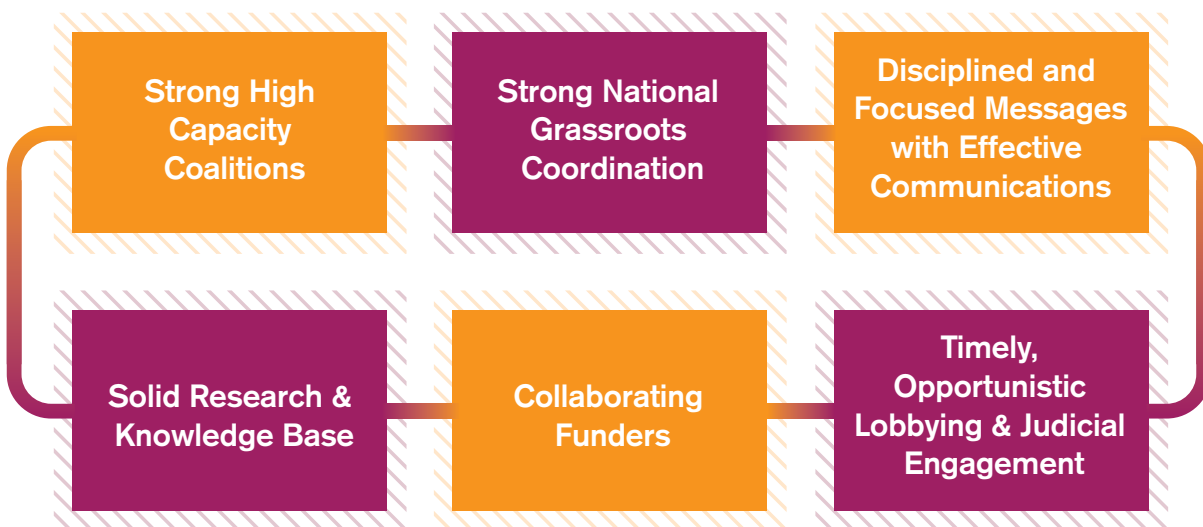 Strong High
Capacity
Coalitions
Strong National
Grassroots
Coordination
Disciplined and
Focused Messages
with Effective
Communications
Solid Research &
Knowledge Base
Collaborating
Funders
Timely,
Opportunistic
Lobbying & Judicial
Engagement